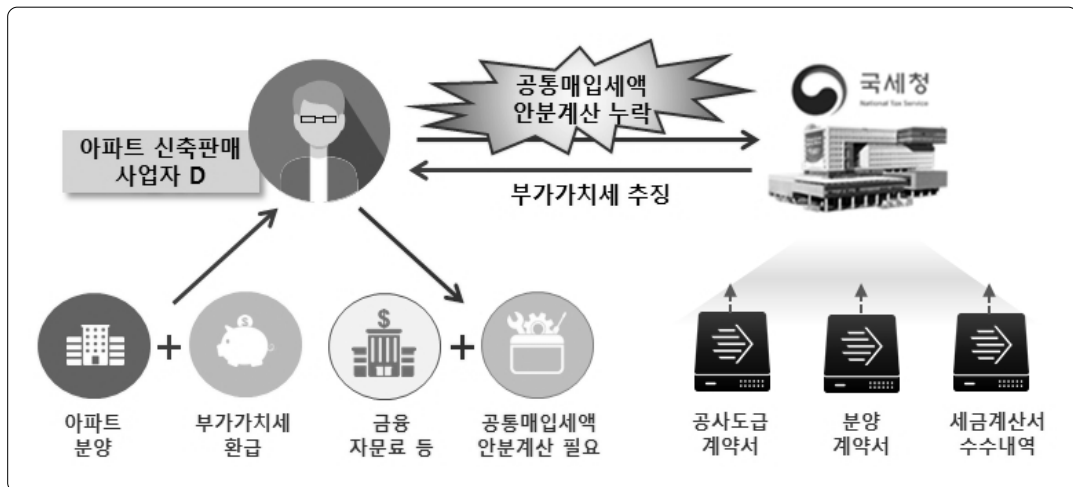 공통매입세액
안분계산 누락
국세청
National Tax Service
아파트 신축판매
사업자 D
부가가치세 추징
$
$
아파트
분양
+
부가가치세
환급
금융
자문료 등
+
공통매입세액
안분계산 필요
공사도급
계약서
분양
계약서
세금계산서
수수내역